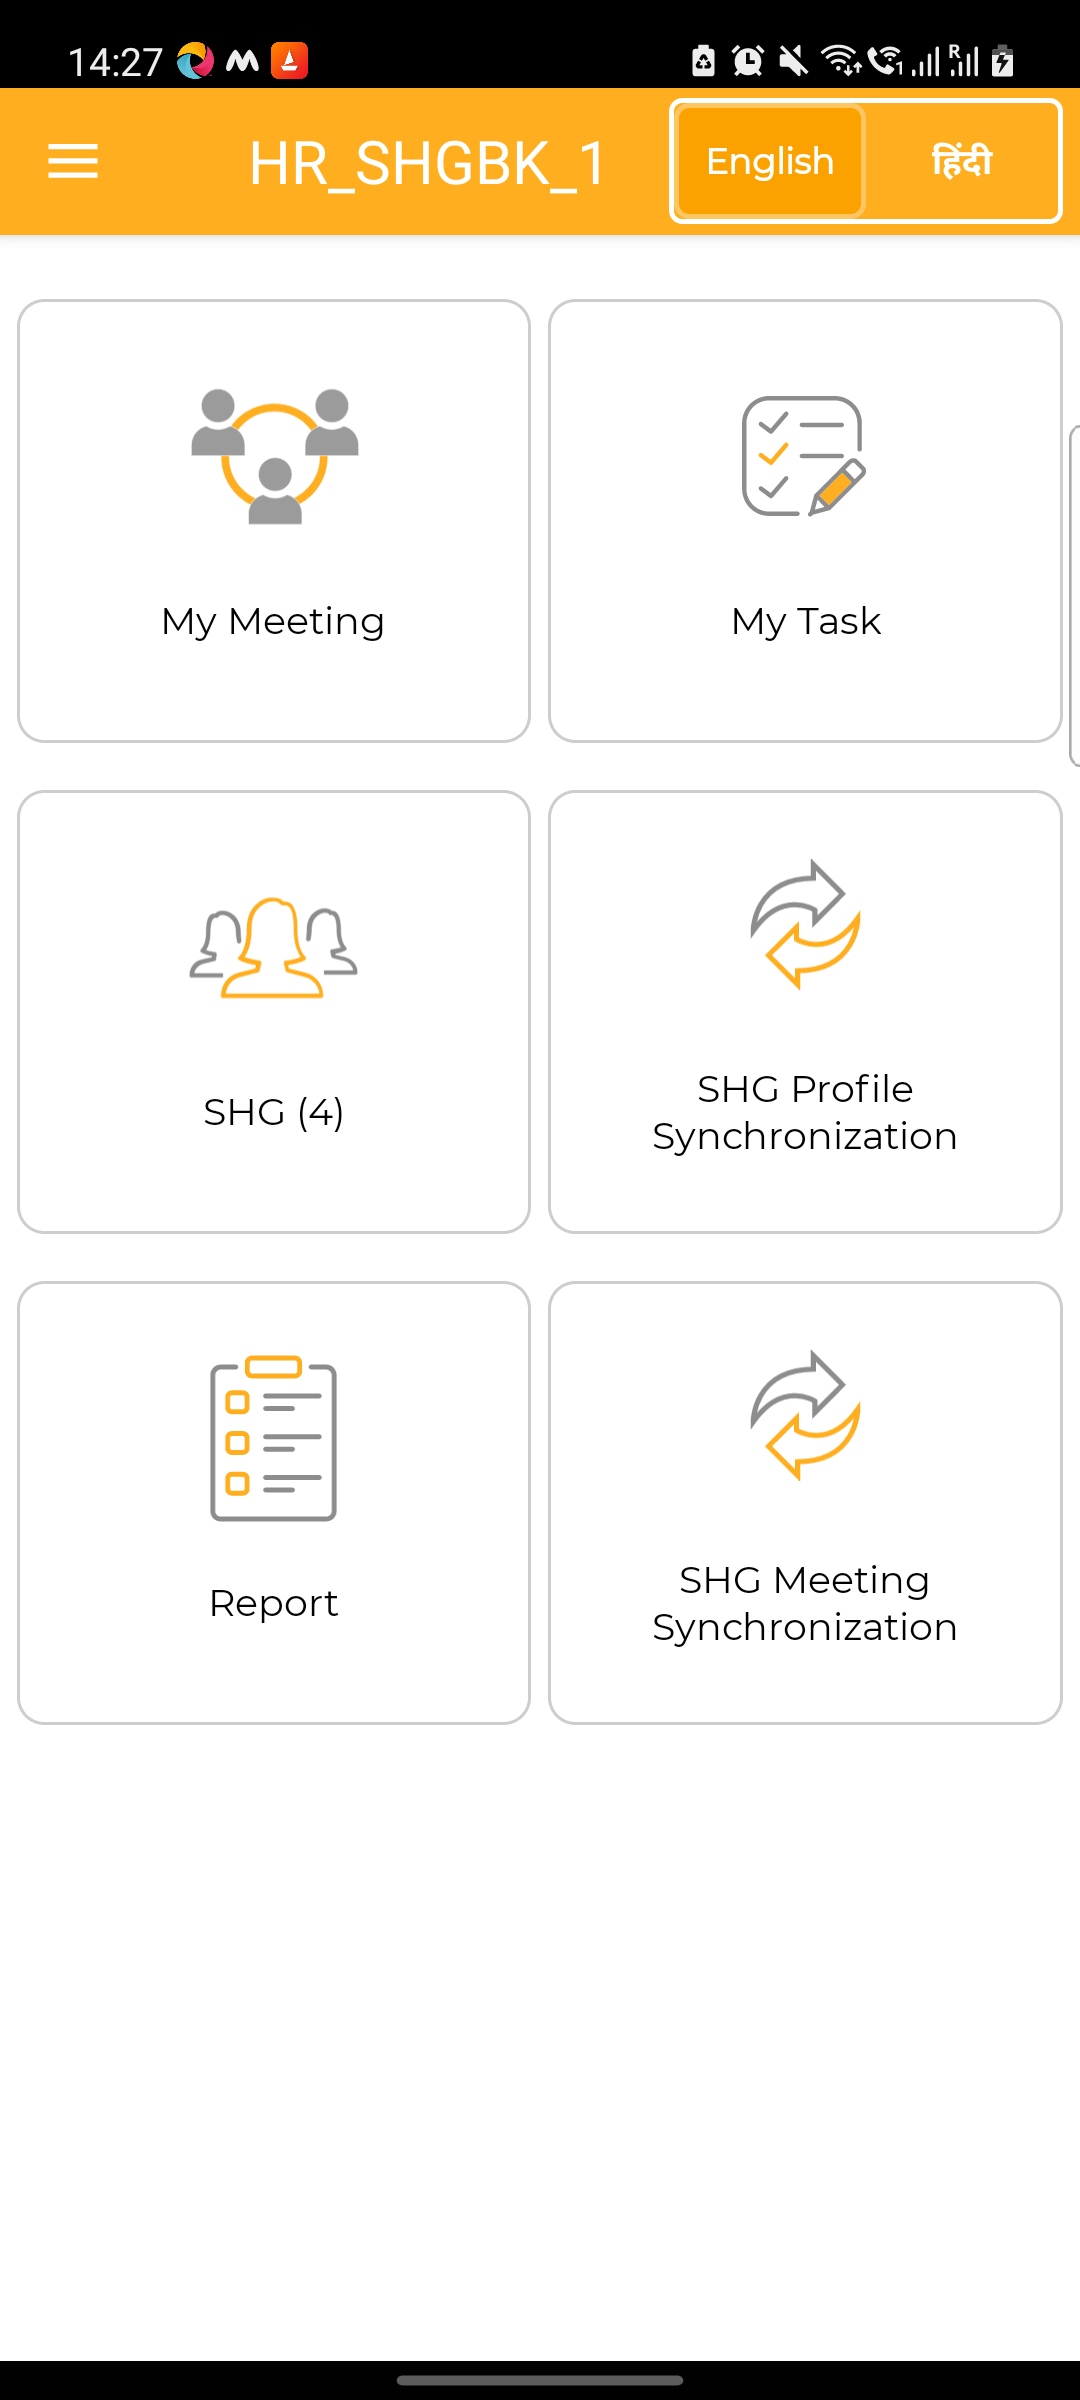 14:27
HR_SHGBK_1
English
हिंदी
My Meeting
My Task
SHG (4)
SHG Profile
Synchronization
Report
SHG Meeting
Synchronization